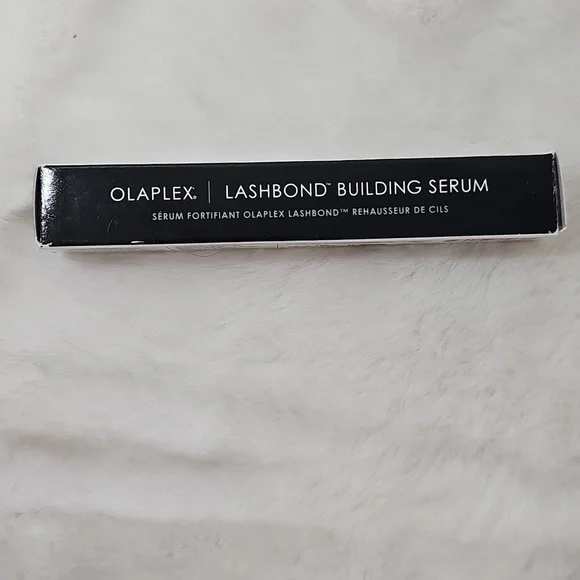 OLAPLEX® | LASHBOND™ BUILDING SERUM
SÉRUM FORTIFIANT OLAPLEX LASHBOND™ REHAUSSEUR DE CILS